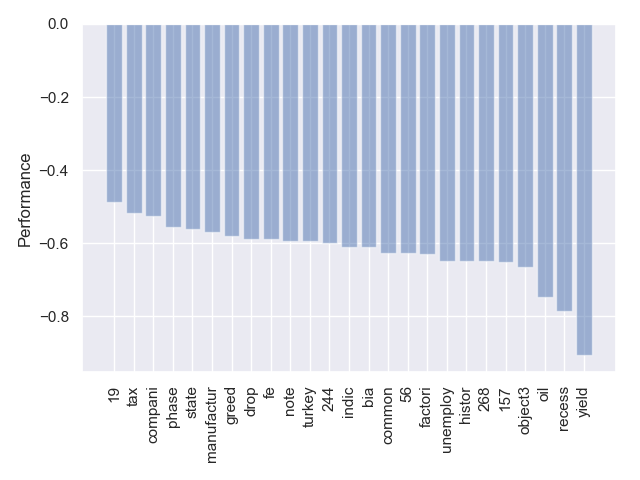 0.0
−0.2
−0.4
−0.6
−0.8
Performance
19
tax
compani
phase
state
manufactur
greed
drop
fe
note
turkey
244
indic
bia
common
56
factori
unemploy
histor
268
157
object3
oil
recess
yield